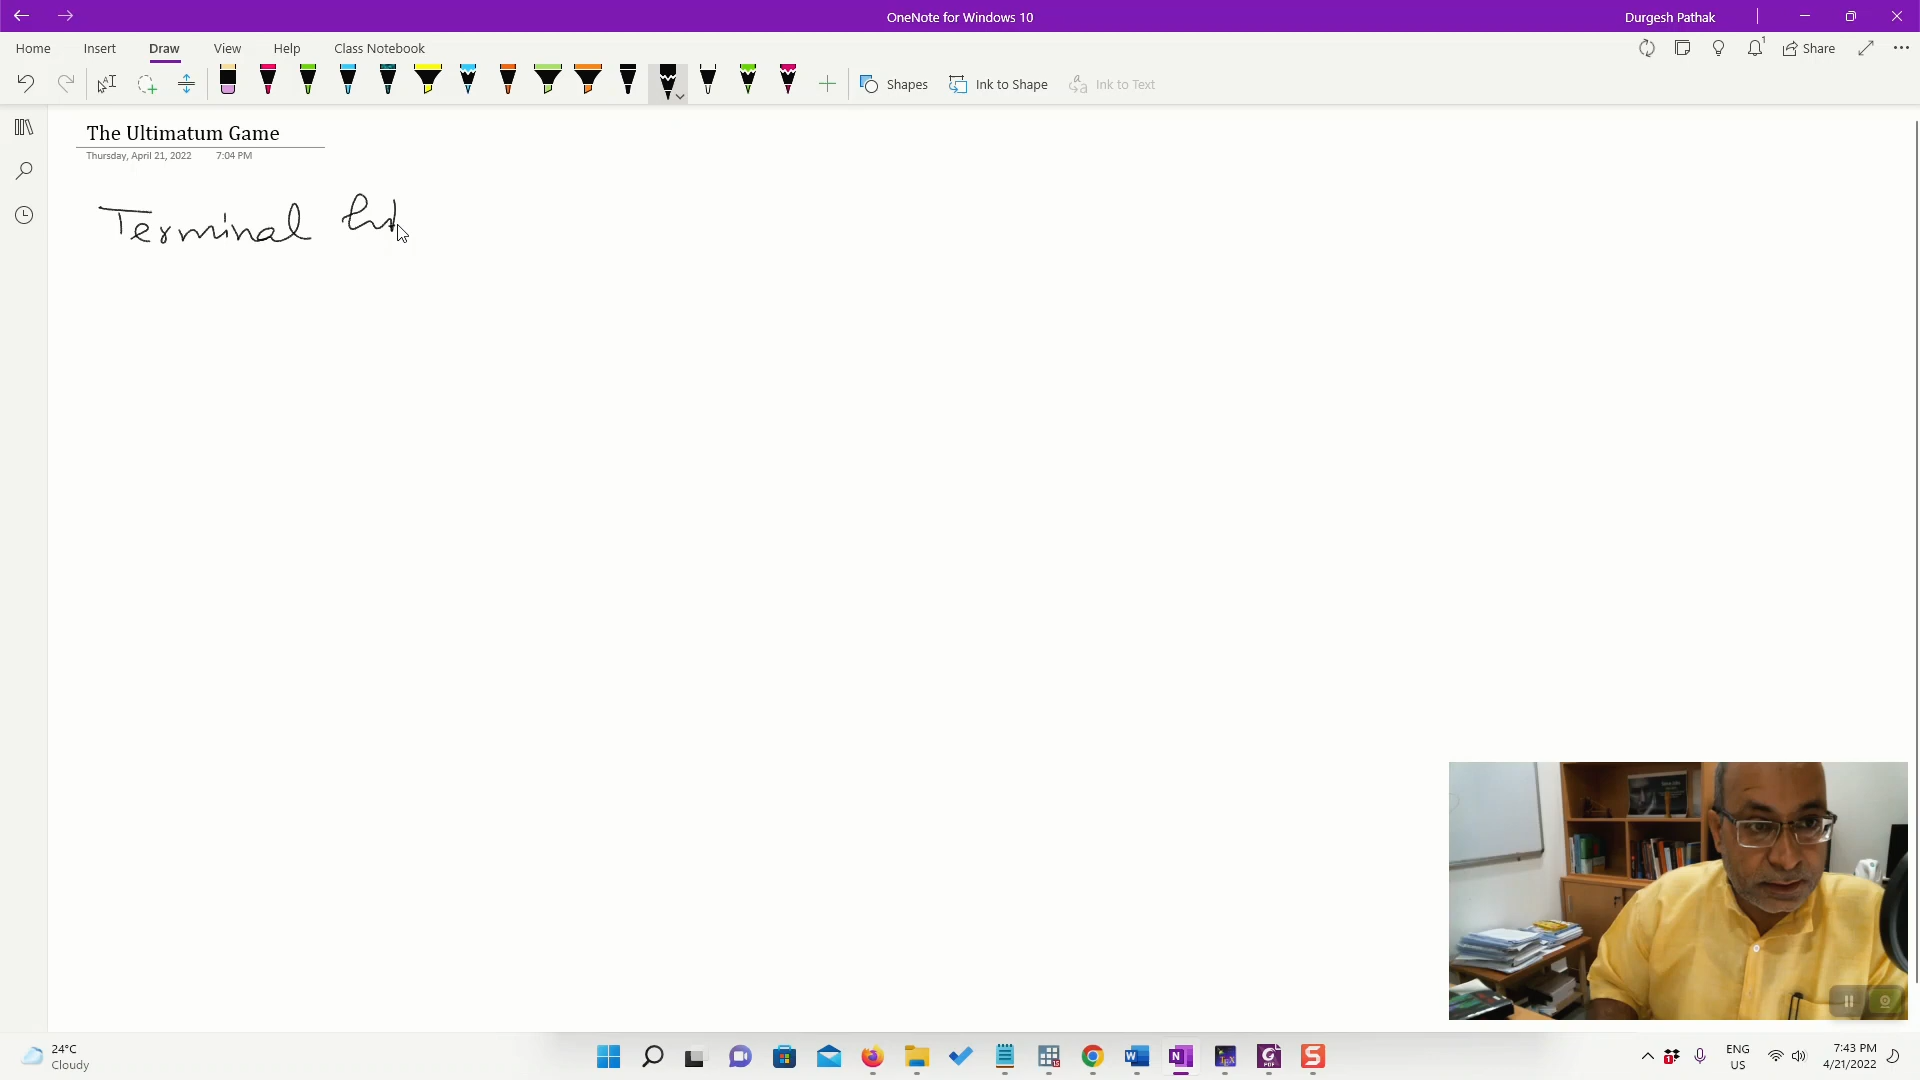 OneNote for Windows 10
Durgesh Pathak
Home Insert Draw View Help Class Notebook
1 Share
Shapes Ink to Shape Ink to Text
The Ultimatum Game
Thursday, April 21, 2022 7:04 PM
Terminal
24°C
Cloudy
ENG
US
7:43 PM
4/21/2022